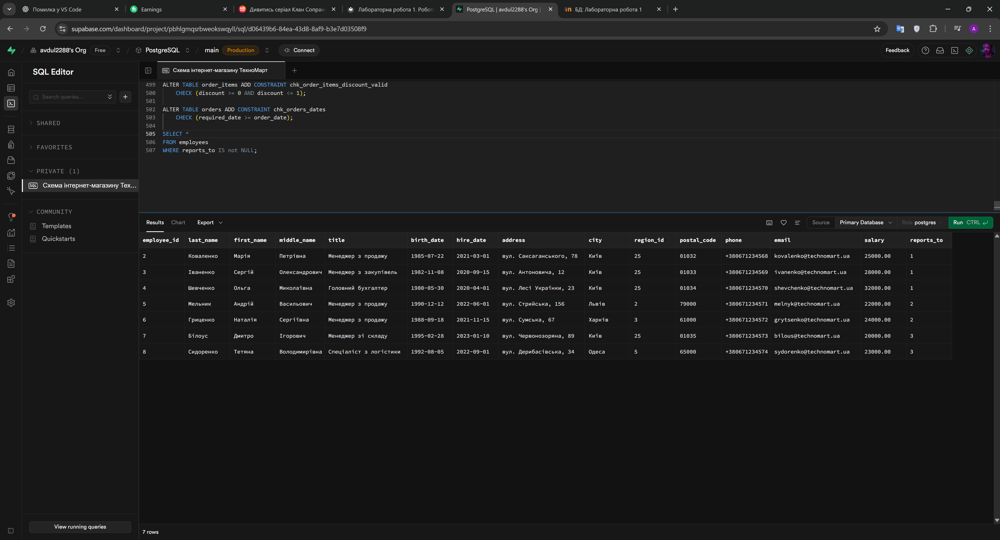 Помилка у VS Code
Earnings
Дивитись серіал Клан Сопран
Лабораторна робота 1. Робот
PostgreSQL | avdul2288's Org |
БД: Лабораторна робота 1
supabase.com/dashboard/project/pbhlgmqsrbweokswqyll/sql/d06439b6-84ea-43d8-8af9-b3e7d03508f9
A
avdul2288's Org Free / PostgreSQL / main Production Connect
Feedback
SQL Editor
Search queries...
SHARED
FAVORITES
PRIVATE (1)
SQL Схема інтернет-магазину Тех...
COMMUNITY
Templates
Quickstarts
View running queries
SQL Схема інтернет-магазину ТехноМарт
499 ALTER TABLE order_items ADD CONSTRAINT chk_order_items_discount_valid
500 CHECK (discount >= 0 AND discount <= 1);
501
502 ALTER TABLE orders ADD CONSTRAINT chk_orders_dates
503 CHECK (required_date >= order_date);
504
505 SELECT *
506 FROM employees
507 WHERE reports_to IS not NULL;
Results Chart Export
Source Primary Database Role postgres Run CTRL
employee_id last_name first_name middle_name title birth_date hire_date address city region_id postal_code phone email salary reports_to
2 Коваленко Марія Петрівна Менеджер з продажу 1985-07-22 2021-03-01 вул. Саксаганського, 78 Київ 25 01032 +380671234568 kovalenko@technomart.ua 25000.00 1
3 Іваненко Сергій Олександрович Менеджер з закупівель 1982-11-08 2020-09-15 вул. Антоновича, 12 Київ 25 01033 +380671234569 ivanenko@technomart.ua 28000.00 1
4 Шевченко Ольга Миколаївна Головний бухгалтер 1980-05-30 2020-04-01 вул. Лесі Українки, 23 Київ 25 01034 +380671234570 shevchenko@technomart.ua 32000.00 1
5 Мельник Андрій Васильович Менеджер з продажу 1990-12-12 2022-06-01 вул. Стрийська, 156 Львів 2 79000 +380671234571 melnyk@technomart.ua 22000.00 2
6 Гриценко Наталія Сергіївна Менеджер з продажу 1988-09-18 2021-11-15 вул. Сумська, 67 Харків 3 61000 +380671234572 grytsenko@technomart.ua 24000.00 2
7 Білоус Дмитро Ігорович Менеджер зі складу 1995-02-28 2023-01-10 вул. Червонозоряна, 89 Київ 25 01035 +380671234573 bilous@technomart.ua 20000.00 3
8 Сидоренко Тетяна Володимирівна Спеціаліст з логістики 1992-08-05 2022-09-01 вул. Дерибасівська, 34 Одеса 5 65000 +380671234574 sydorenko@technomart.ua 23000.00 3
7 rows